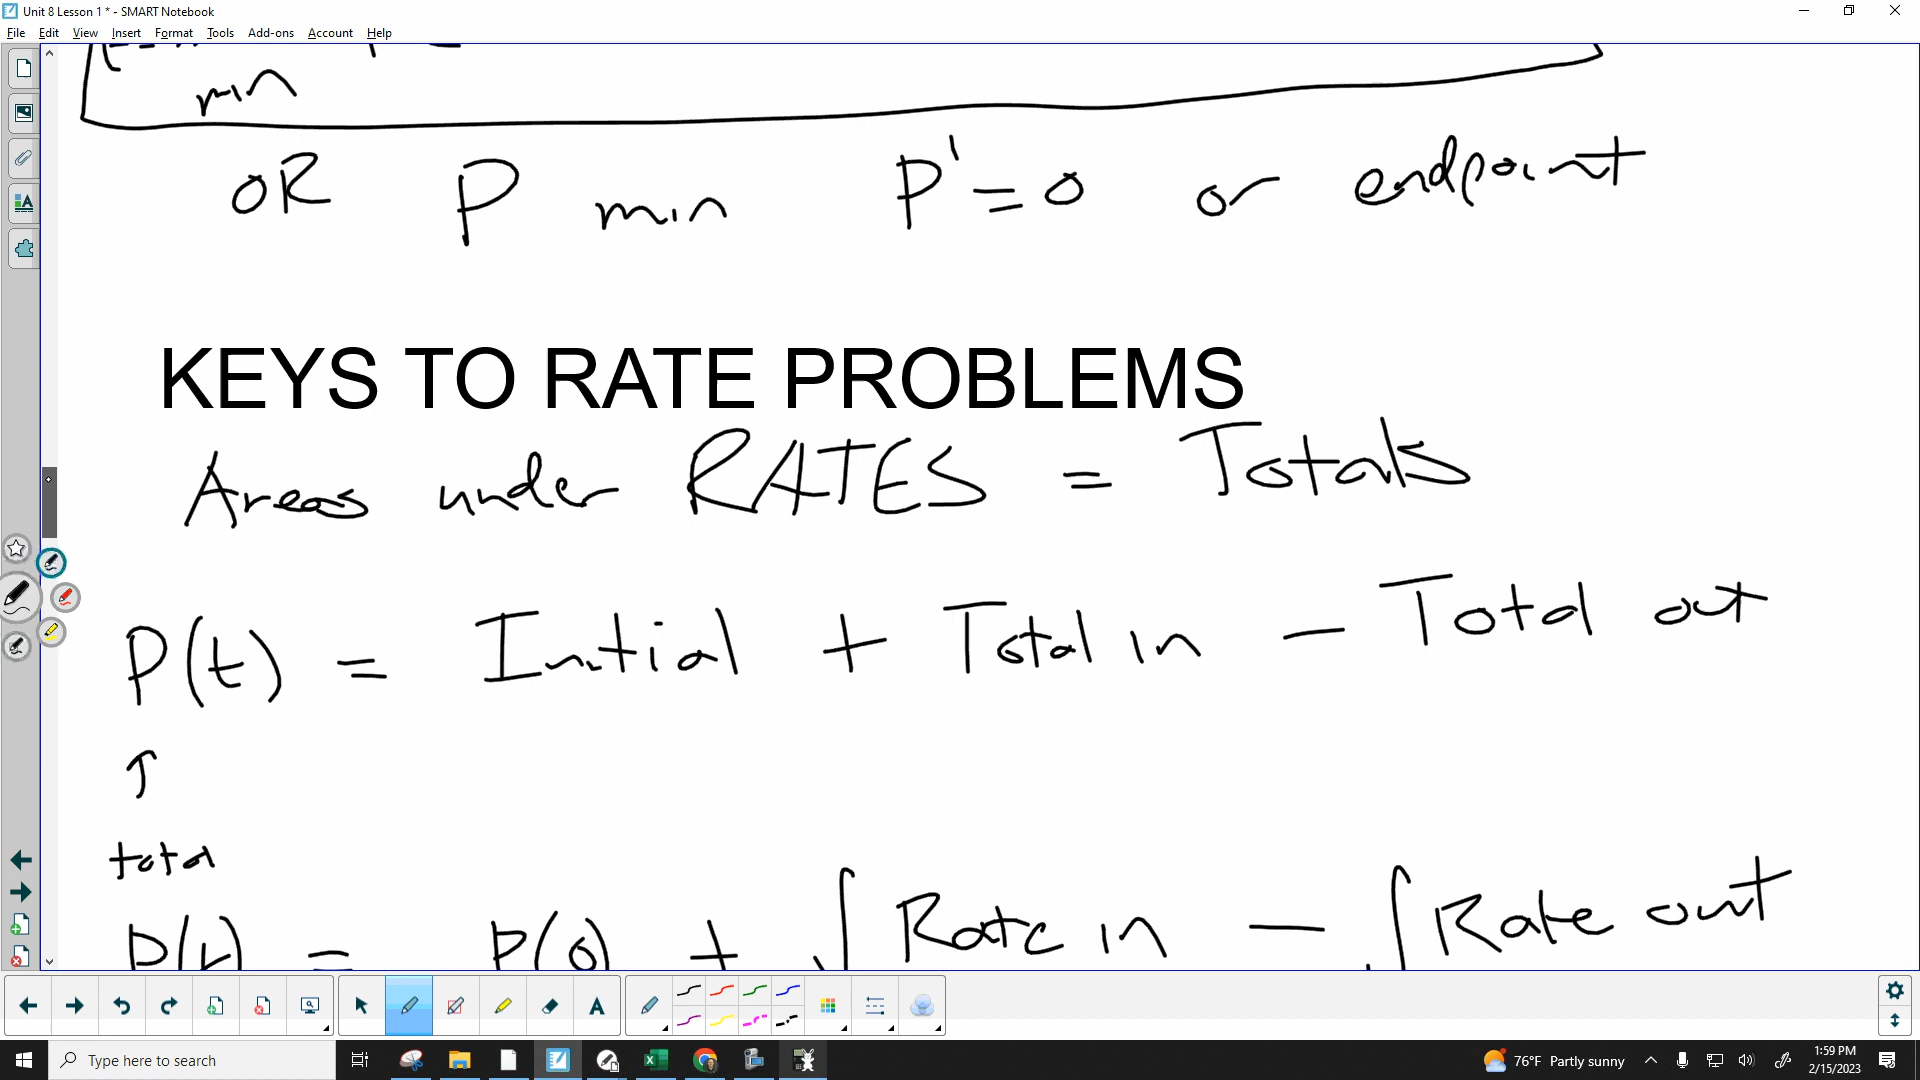 Unit 8 Lesson 1 * - SMART Notebook
File Edit View Insert Format Tools Add-ons Account Help
min
OR P min P' = 0 or endpoint
KEYS TO RATE PROBLEMS
Areas under RATES = Totals
P(t) = Initial + Total in - Total out
↑
total
P(t) = P(0) + ∫ Rate in - ∫ Rate out
Type here to search
76°F Partly sunny
1:59 PM
2/15/2023